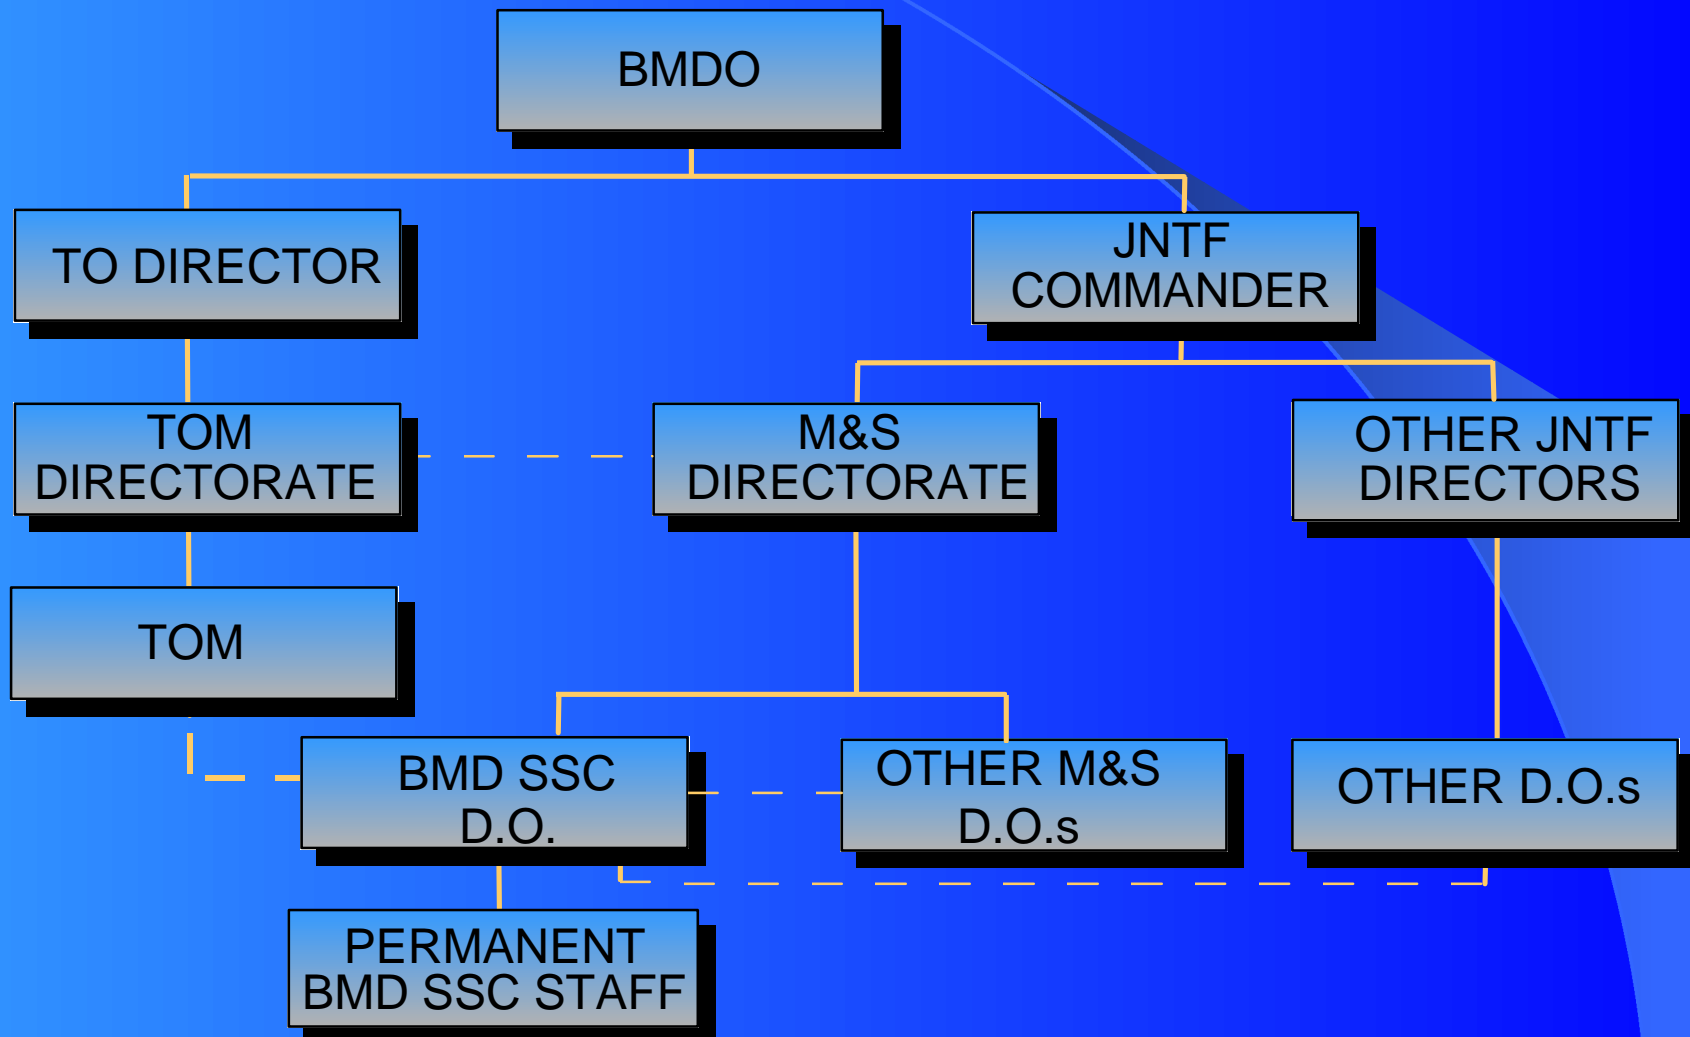 BMDO
TO DIRECTOR
JNTF
COMMANDER
TOM
DIRECTORATE
M&S
DIRECTORATE
OTHER JNTF
DIRECTORS
TOM
BMD SSC
D.O.
OTHER M&S
D.O.s
OTHER D.O.s
PERMANENT
BMD SSC STAFF